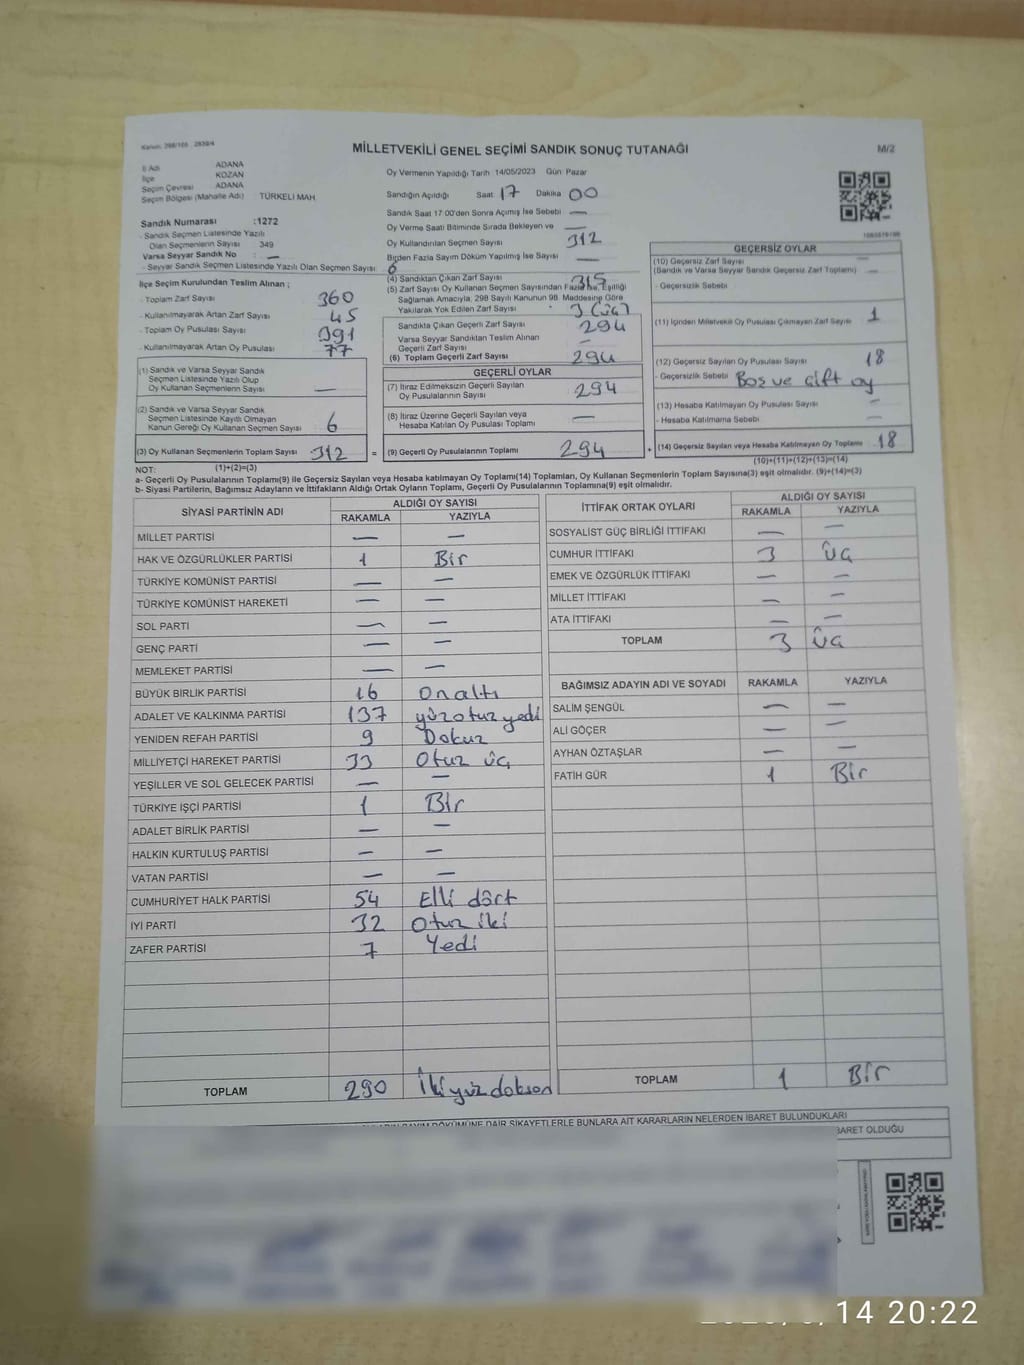 MİLLETVEKİLİ GENEL SEÇİMİ SANDIK SONUÇ TUTANAĞI
M/2
İl Adı ADANA
İlçe KOZAN
Seçim Çevresi ADANA
Seçim Bölgesi (Mahalle Adı) TÜRKELİ MAH.
Sandık Numarası :1272
- Sandık Seçmen Listesinde Yazılı
Olan Seçmenlerin Sayısı 349
Varsa Seyyar Sandık No —
- Seyyar Sandık Seçmen Listesinde Yazılı Olan Seçmen Sayısı
İlçe Seçim Kurulundan Teslim Alınan ;
- Toplam Zarf Sayısı 360
- Kullanılmayarak Artan Zarf Sayısı 45
- Toplam Oy Pusulası Sayısı 391
- Kullanılmayarak Artan Oy Pusulası 77
(1) Sandık ve Varsa Seyyar Sandık
Seçmen Listesinde Yazılı Olup
Oy Kullanan Seçmenlerin Sayısı —
(2) Sandık ve Varsa Seyyar Sandık
Seçmen Listesinde Kayıtlı Olmayan
Kanun Gereği Oy Kullanan Seçmen Sayısı 6
(3) Oy Kullanan Seçmenlerin Toplam Sayısı 312
(1)+(2)=(3)
Oy Vermenin Yapıldığı Tarih 14/05/2023 Gün Pazar
Sandığın Açıldığı Saat 17 Dakika 00
Sandık Saat 17:00'den Sonra Açılmış İse Sebebi —
Oy Verme Saati Bitiminde Sırada Bekleyen ve —
Oy Kullandırılan Seçmen Sayısı 312
Birden Fazla Sayım Döküm Yapılmış İse Sayısı —
(4) Sandıktan Çıkan Zarf Sayısı 315
(5) Zarf Sayısı Oy Kullanan Seçmen Sayısından Fazla İse, Eşitliği
Sağlamak Amacıyla, 298 Sayılı Kanunun 98. Maddesine Göre
Yakılarak Yok Edilen Zarf Sayısı 3 (üç)
Sandıkta Çıkan Geçerli Zarf Sayısı 294
Varsa Seyyar Sandıktan Teslim Alınan
Geçerli Zarf Sayısı —
(6) Toplam Geçerli Zarf Sayısı 294
GEÇERLİ OYLAR
(7) İtiraz Edilmeksizin Geçerli Sayılan
Oy Pusulalarının Sayısı 294
(8) İtiraz Üzerine Geçerli Sayılan veya
Hesaba Katılan Oy Pusulası Toplamı —
= (9) Geçerli Oy Pusulalarının Toplamı 294 +
GEÇERSİZ OYLAR
(10) Geçersiz Zarf Sayısı —
(Sandık ve Varsa Seyyar Sandık Geçersiz Zarf Toplamı)
- Geçersizlik Sebebi
(11) İçinden Milletvekili Oy Pusulası Çıkmayan Zarf Sayısı 1
(12) Geçersiz Sayılan Oy Pusulası Sayısı 18
- Geçersizlik Sebebi Boş ve çift oy
(13) Hesaba Katılmayan Oy Pusulası Sayısı —
- Hesaba Katılmama Sebebi —
(14) Geçersiz Sayılan veya Hesaba Katılmayan Oy Toplamı 18
(10)+(11)+(12)+(13)=(14)
NOT:
a- Geçerli Oy Pusulalarının Toplamı(9) ile Geçersiz Sayılan veya Hesaba katılmayan Oy Toplamı(14) Toplamları, Oy Kullanan Seçmenlerin Toplam Sayısına(3) eşit olmalıdır. (9)+(14)=(3)
b- Siyasi Partilerin, Bağımsız Adayların ve İttifakların Aldığı Ortak Oyların Toplamı, Geçerli Oy Pusulalarının Toplamına(9) eşit olmalıdır.
SİYASİ PARTİNİN ADI ALDIĞI OY SAYISI
RAKAMLA YAZIYLA
MİLLET PARTİSİ — —
HAK VE ÖZGÜRLÜKLER PARTİSİ 1 Bir
TÜRKİYE KOMÜNİST PARTİSİ — —
TÜRKİYE KOMÜNİST HAREKETİ — —
SOL PARTİ — —
GENÇ PARTİ — —
MEMLEKET PARTİSİ — —
BÜYÜK BİRLİK PARTİSİ 16 onaltı
ADALET VE KALKINMA PARTİSİ 137 yüzotuzyedi
YENİDEN REFAH PARTİSİ 9 Dokuz
MİLLİYETÇİ HAREKET PARTİSİ 33 Otuz üç
YEŞİLLER VE SOL GELECEK PARTİSİ — —
TÜRKİYE İŞÇİ PARTİSİ 1 Bir
ADALET BİRLİK PARTİSİ — —
HALKIN KURTULUŞ PARTİSİ — —
VATAN PARTİSİ — —
CUMHURİYET HALK PARTİSİ 54 Elli dört
İYİ PARTİ 32 Otuz iki
ZAFER PARTİSİ 7 Yedi
TOPLAM 290 İkiyüzdoksan
İTTİFAK ORTAK OYLARI ALDIĞI OY SAYISI
RAKAMLA YAZIYLA
SOSYALİST GÜÇ BİRLİĞİ İTTİFAKI — —
CUMHUR İTTİFAKI 3 üç
EMEK VE ÖZGÜRLÜK İTTİFAKI — —
MİLLET İTTİFAKI — —
ATA İTTİFAKI — —
TOPLAM 3 üç
BAĞIMSIZ ADAYIN ADI VE SOYADI RAKAMLA YAZIYLA
SALİM ŞENGÜL — —
ALİ GÖÇER — —
AYHAN ÖZTAŞLAR — —
FATİH GÜR 1 Bir
TOPLAM 1 Bir
DÖKÜMÜNE DAİR ŞİKAYETLERLE BUNLARA AİT KARARLARIN NELERDEN İBARET BULUNDUKLARI
BARET OLDUĞU
14 20:22